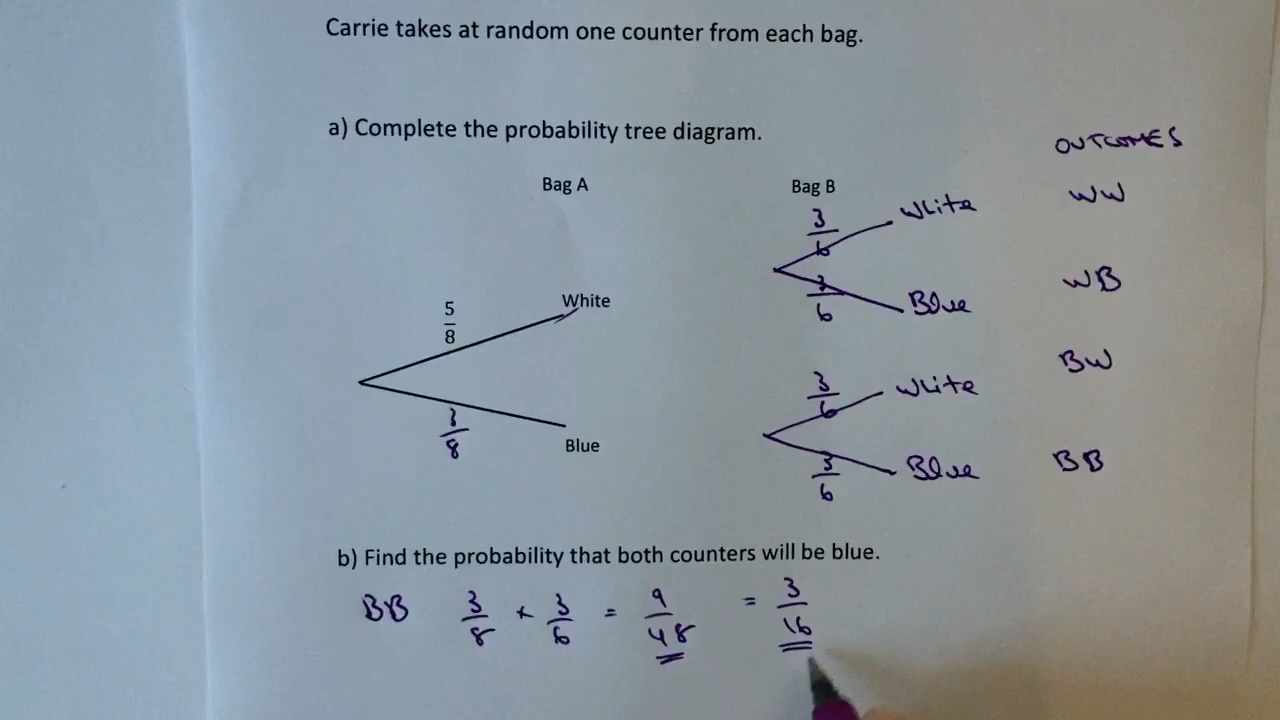 Carrie takes at random one counter from each bag.
a) Complete the probability tree diagram.
OUTCOMES
Bag A
Bag B
3/6 White
WW
3/6 Blue
WB
5/8 White
3/8 Blue
3/6 White
BW
3/6 Blue
BB
b) Find the probability that both counters will be blue.
BB 3/8 × 3/6 = 9/48 = 3/16